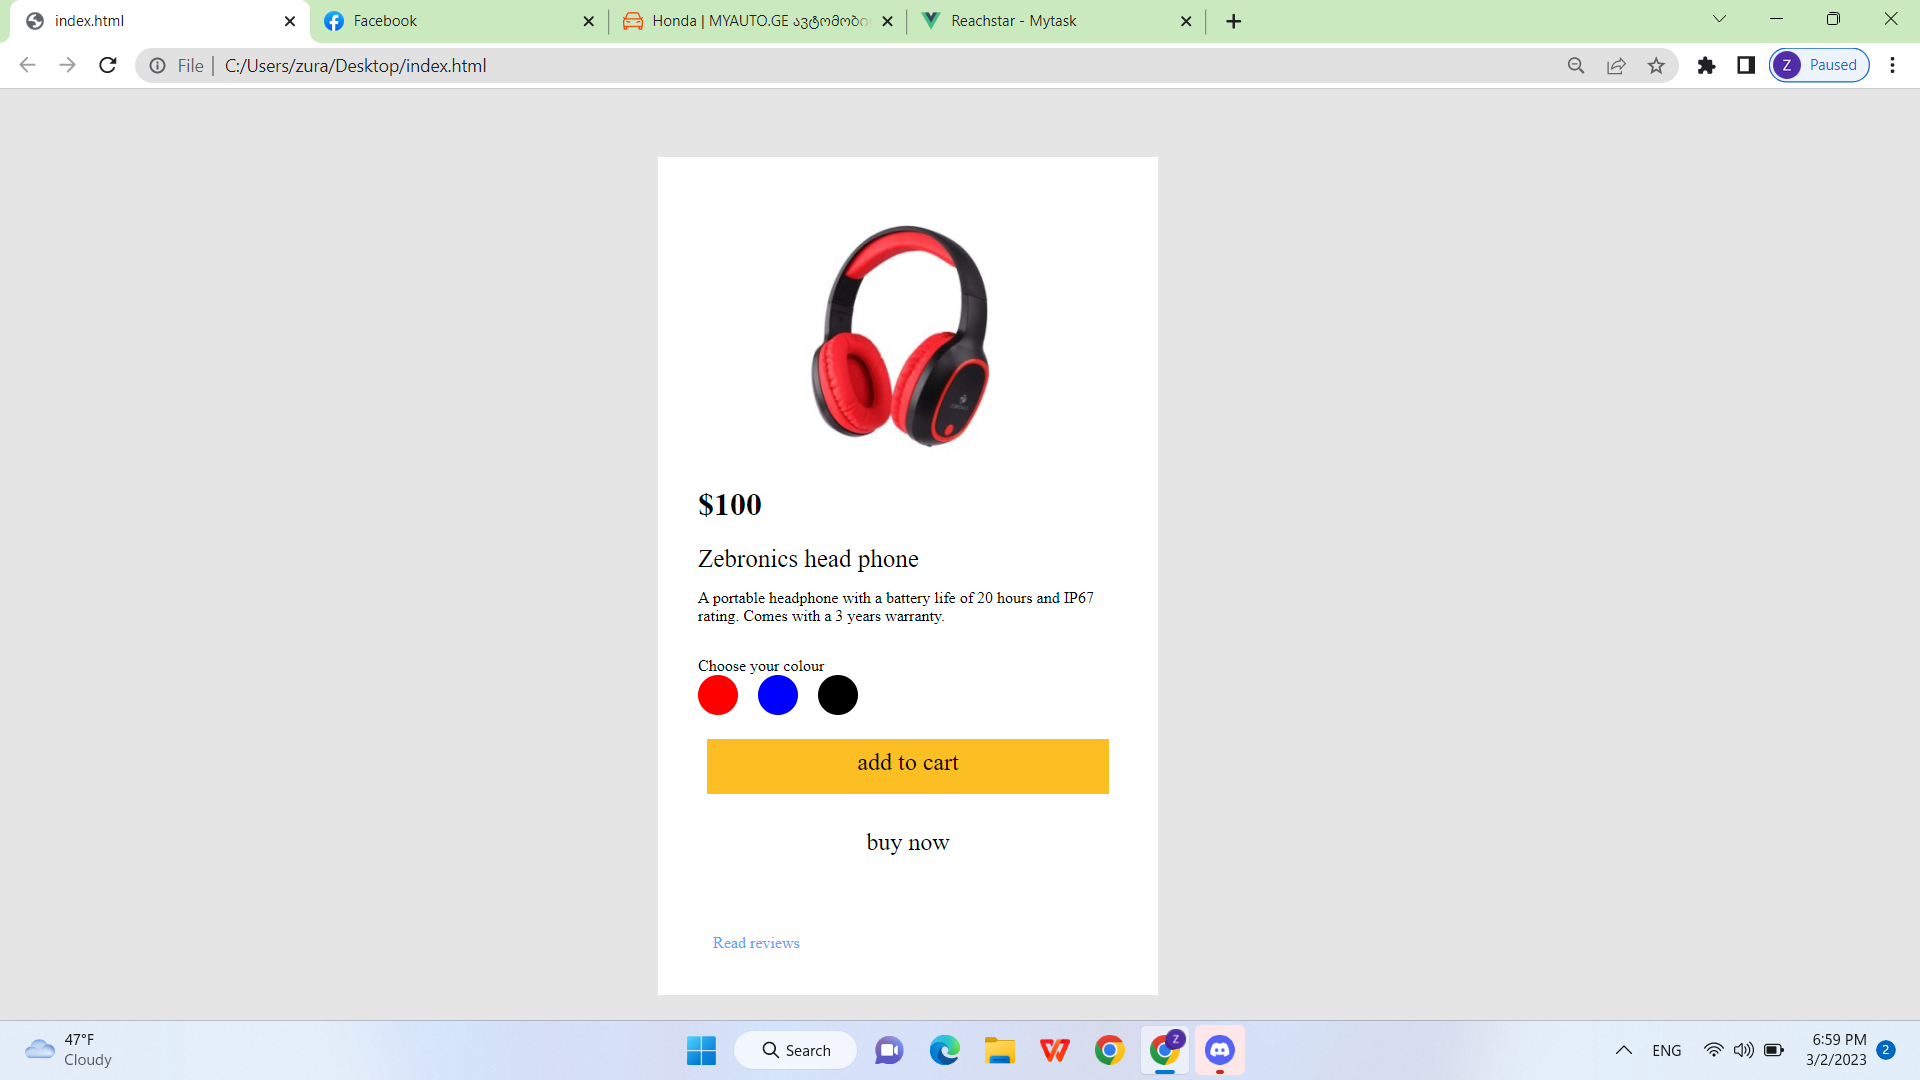 index.html
Facebook
Honda | MYAUTO.GE ავტომობი
Reachstar - Mytask
File
C:/Users/zura/Desktop/index.html
Z
Paused
$100
Zebronics head phone
A portable headphone with a battery life of 20 hours and IP67
rating. Comes with a 3 years warranty.
Choose your colour
add to cart
buy now
Read reviews
47°F
Cloudy
Search
Z
ENG
6:59 PM
3/2/2023
2